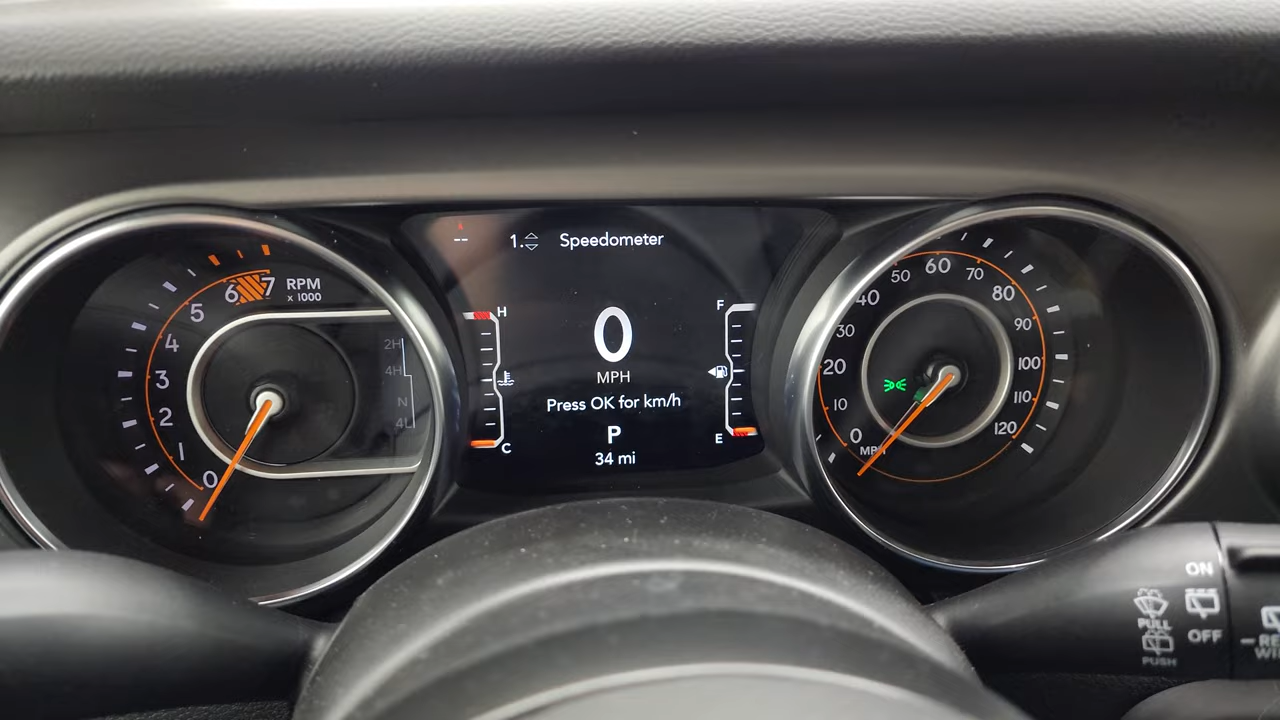 RPM
x 1000
7
6
5
4
3
2
1
0
2H
4H
N
4L
--
1. Speedometer
H
C
0
MPH
Press OK for km/h
P
34 mi
F
E
0
10
20
30
40
50
60
70
80
90
100
110
120
MPH
ON
OFF
PULL
PUSH